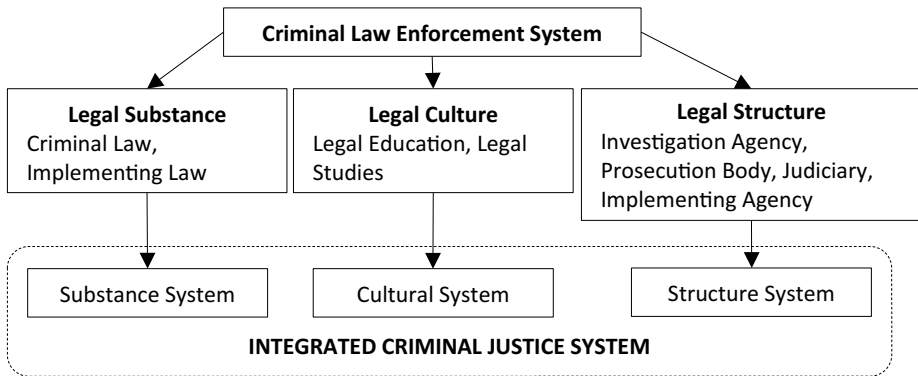 Criminal Law Enforcement System
Legal Substance
Criminal Law,
Implementing Law
Legal Culture
Legal Education, Legal
Studies
Legal Structure
Investigation Agency,
Prosecution Body, Judiciary,
Implementing Agency
Substance System
Cultural System
Structure System
INTEGRATED CRIMINAL JUSTICE SYSTEM